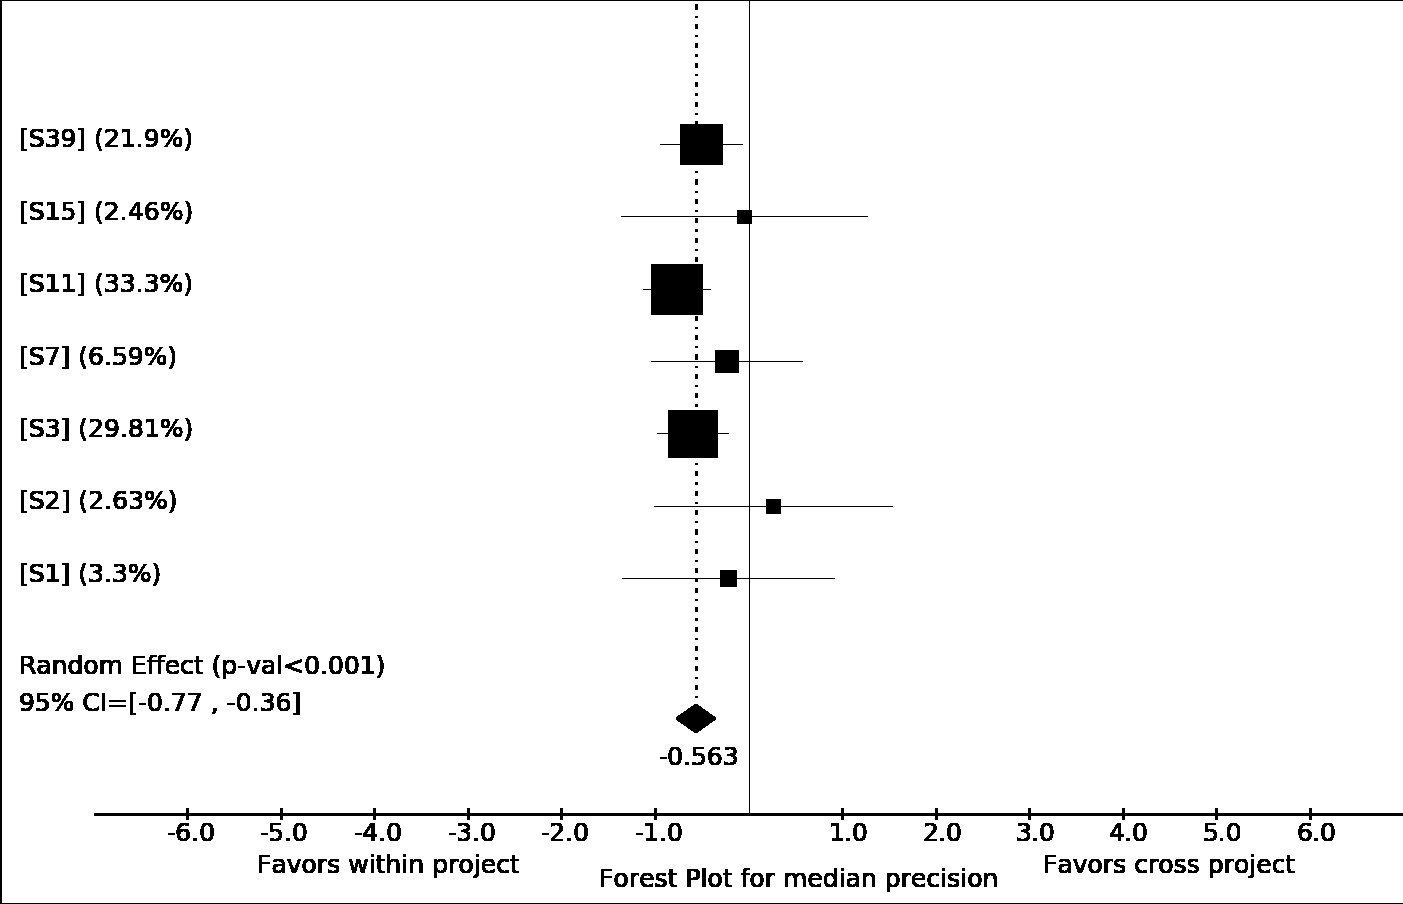 [S39] (21.9%)
[S15] (2.46%)
[S11] (33.3%)
[S7] (6.59%)
[S3] (29.81%)
[S2] (2.63%)
[S1] (3.3%)
Random Effect (p-val<0.001)
95% CI=[-0.77 , -0.36]
-0.563
-6.0 -5.0 -4.0 -3.0 -2.0 -1.0 1.0 2.0 3.0 4.0 5.0 6.0
Favors within project Favors cross project
Forest Plot for median precision